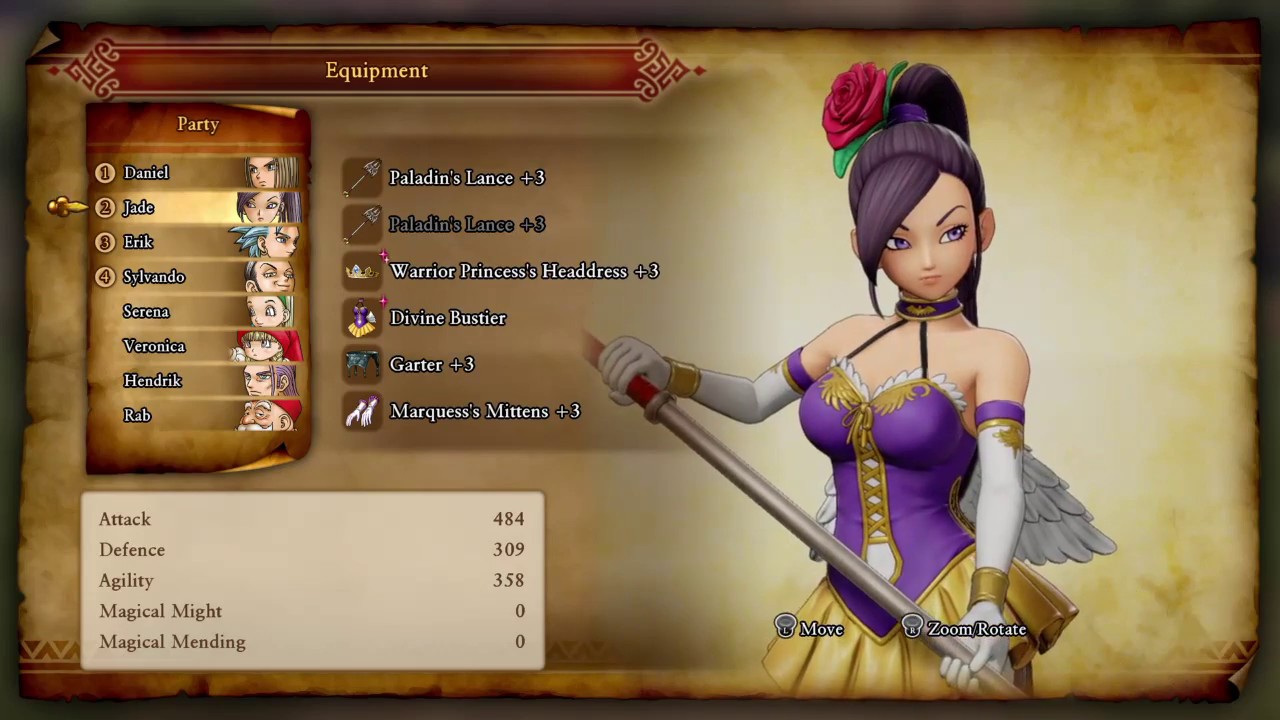 Equipment
Party
1 Daniel
2 Jade
3 Erik
4 Sylvando
Serena
Veronica
Hendrik
Rab
Paladin's Lance +3
Paladin's Lance +3
Warrior Princess's Headdress +3
Divine Bustier
Garter +3
Marquess's Mittens +3
Attack 484
Defence 309
Agility 358
Magical Might 0
Magical Mending 0
L Move R Zoom/Rotate